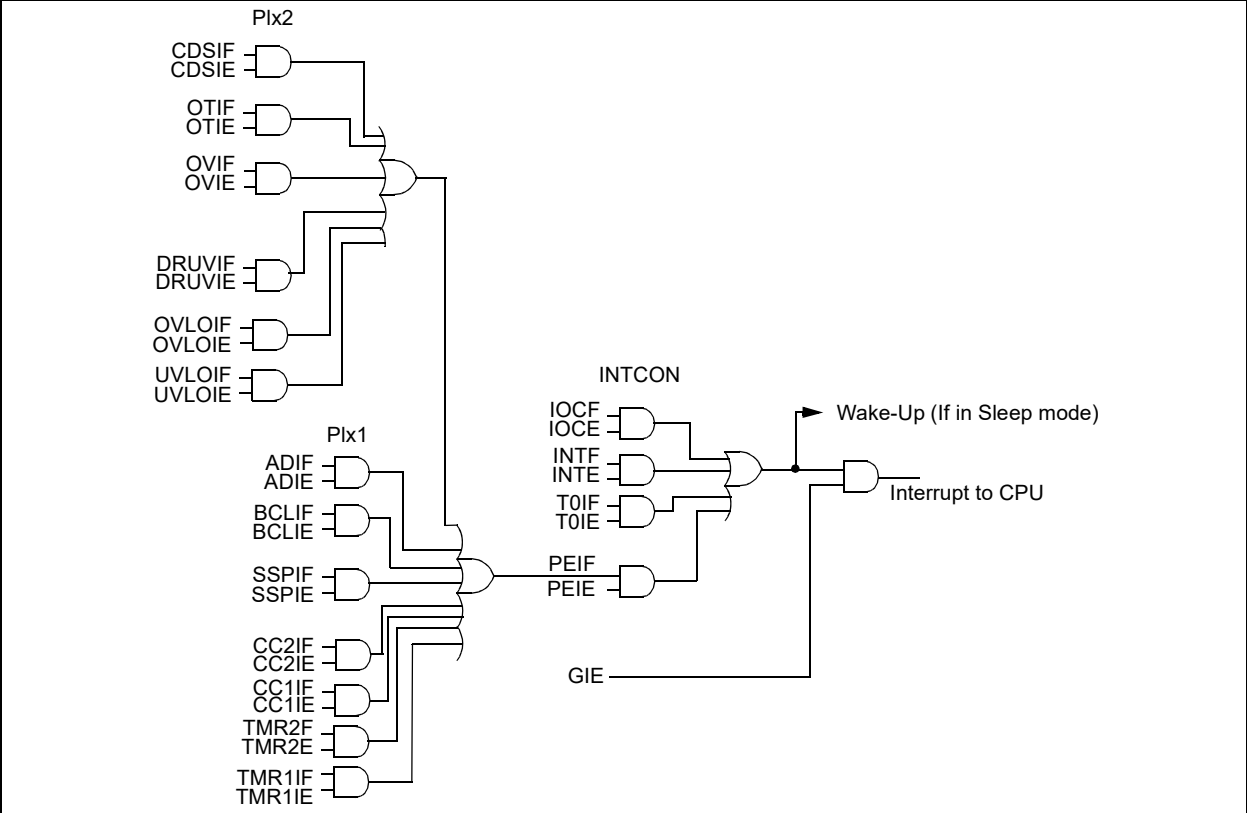 PIx2
CDSIF
CDSIE
OTIF
OTIE
OVIF
OVIE
DRUVIF
DRUVIE
OVLOIF
OVLOIE
UVLOIF
UVLOIE
PIx1
ADIF
ADIE
BCLIF
BCLIE
SSPIF
SSPIE
CC2IF
CC2IE
CC1IF
CC1IE
TMR2F
TMR2E
TMR1IF
TMR1IE
INTCON
IOCF
IOCE
INTF
INTE
T0IF
T0IE
PEIF
PEIE
GIE
Wake-Up (If in Sleep mode)
Interrupt to CPU